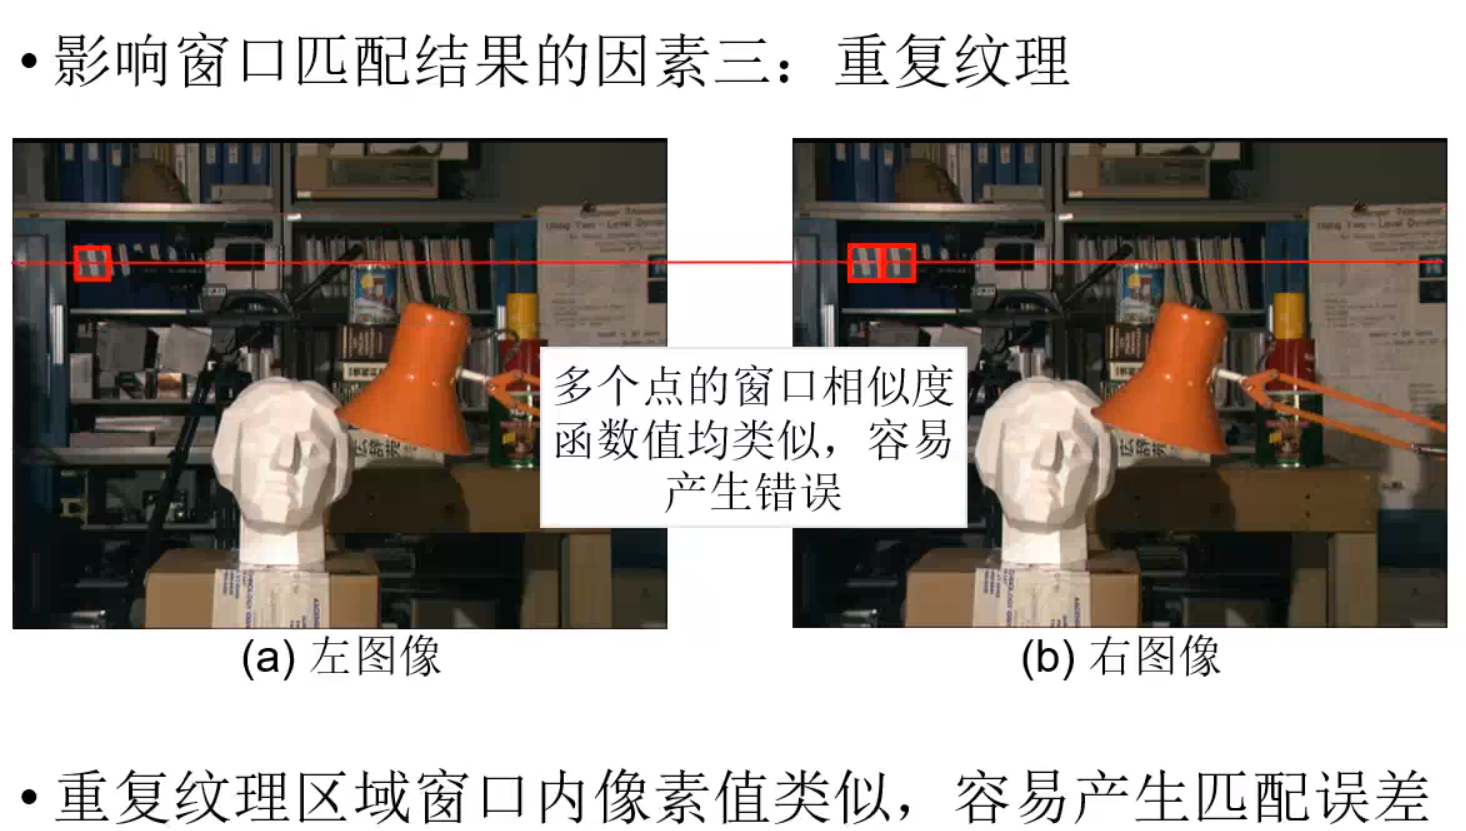 • 影响窗口匹配结果的因素三：重复纹理
多个点的窗口相似度
函数值均类似，容易
产生错误
(a) 左图像
(b) 右图像
• 重复纹理区域窗口内像素值类似，容易产生匹配误差